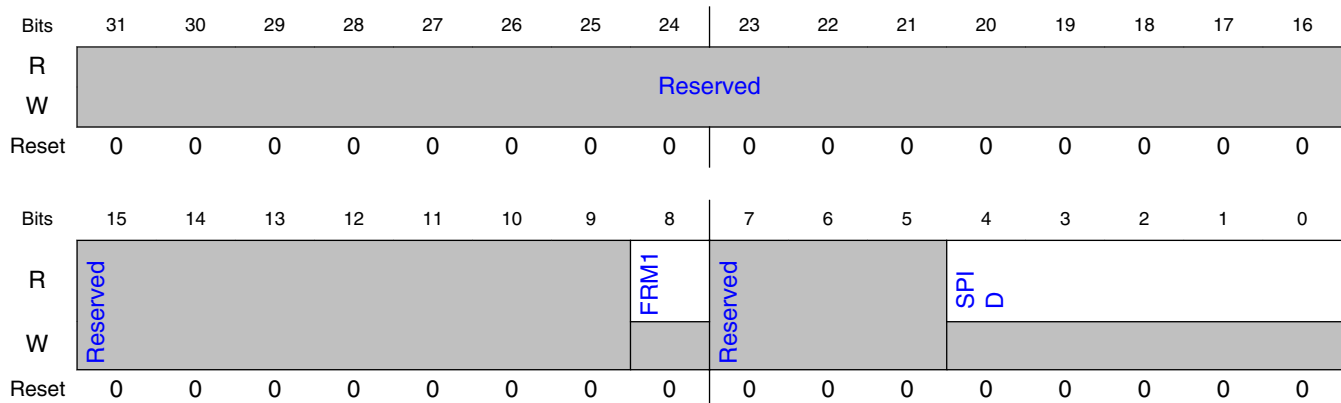 Bits 31 30 29 28 27 26 25 24 23 22 21 20 19 18 17 16
R
Reserved
W
Reset 0 0 0 0 0 0 0 0 0 0 0 0 0 0 0 0
Bits 15 14 13 12 11 10 9 8 7 6 5 4 3 2 1 0
R
Reserved
FRM1
Reserved
SPI
D
W
Reset 0 0 0 0 0 0 0 0 0 0 0 0 0 0 0 0